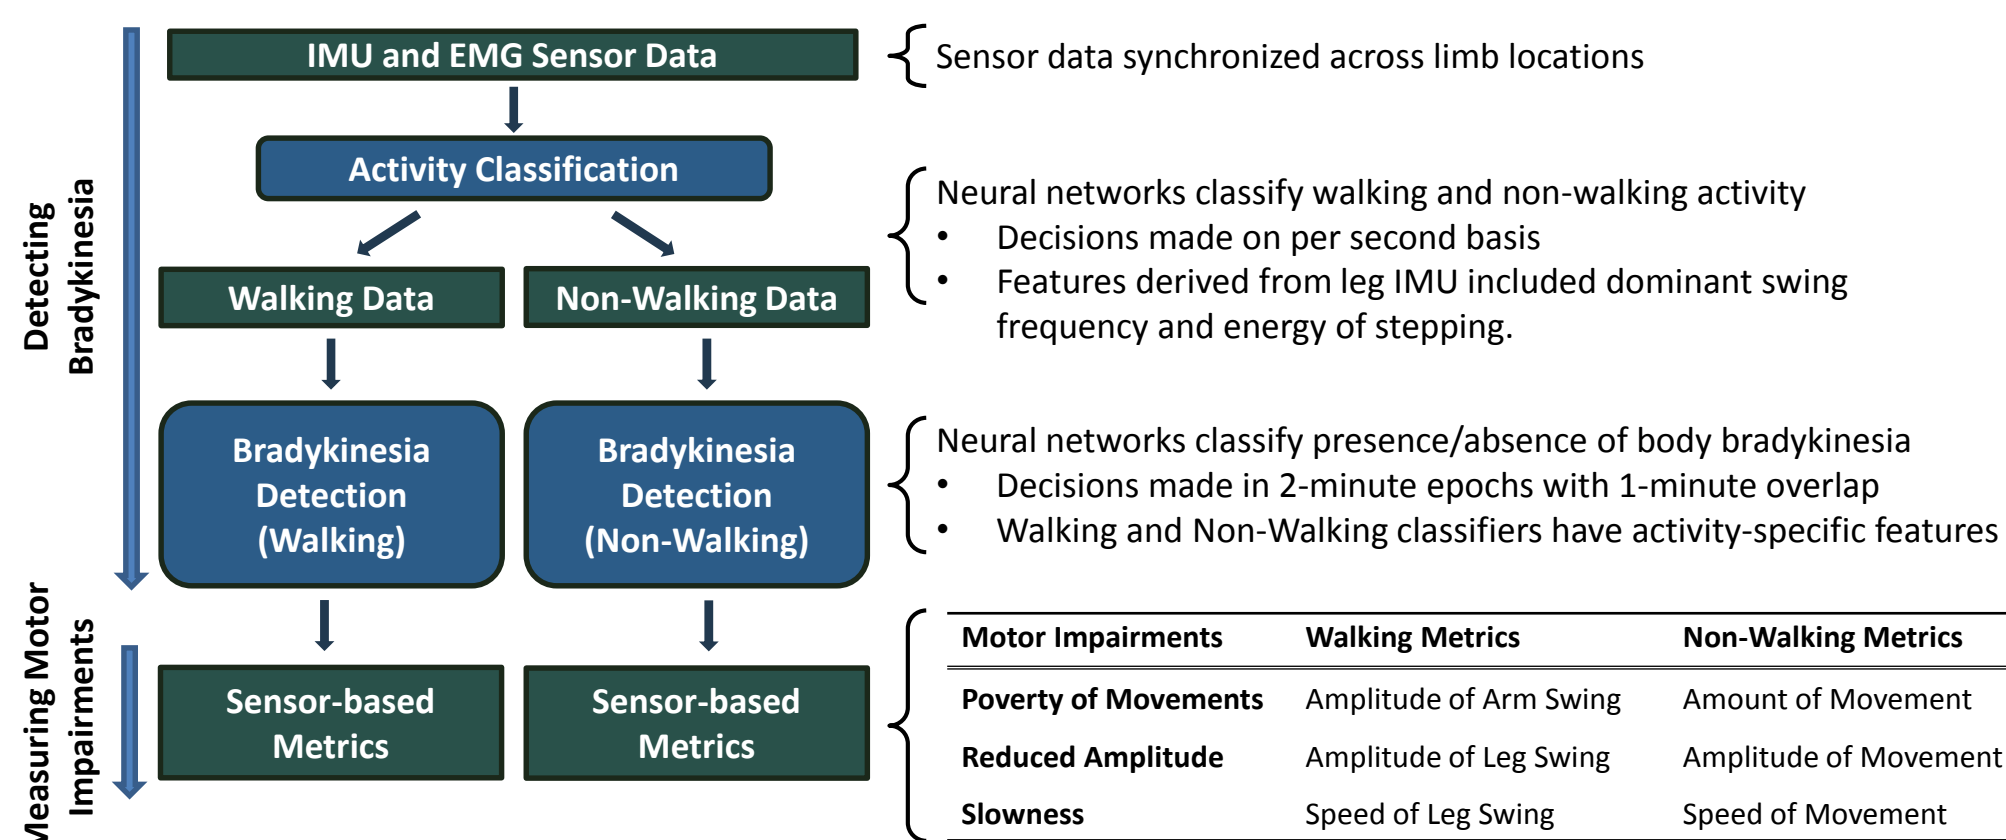 IMU and EMG Sensor Data
Sensor data synchronized across limb locations
Activity Classification
Neural networks classify walking and non-walking activity
• Decisions made on per second basis
• Features derived from leg IMU included dominant swing
frequency and energy of stepping.
Walking Data
Non-Walking Data
Detecting
Bradykinesia
Bradykinesia
Detection
(Walking)
Bradykinesia
Detection
(Non-Walking)
Neural networks classify presence/absence of body bradykinesia
• Decisions made in 2-minute epochs with 1-minute overlap
• Walking and Non-Walking classifiers have activity-specific features
Measuring Motor
Impairments
Sensor-based
Metrics
Sensor-based
Metrics
Motor Impairments Walking Metrics Non-Walking Metrics
Poverty of Movements Amplitude of Arm Swing Amount of Movement
Reduced Amplitude Amplitude of Leg Swing Amplitude of Movement
Slowness Speed of Leg Swing Speed of Movement